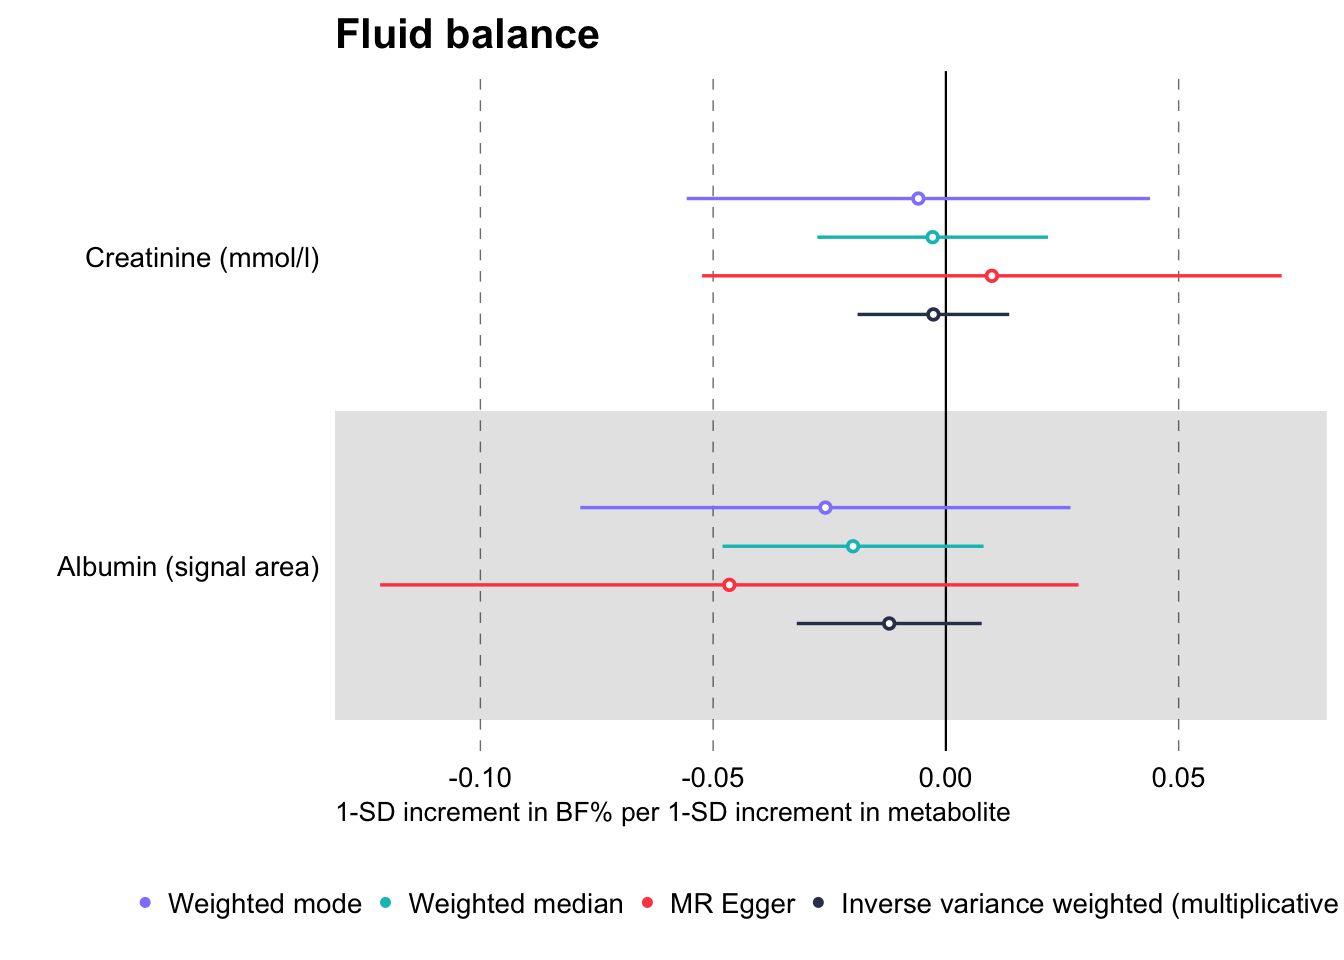 Fluid balance
Creatinine (mmol/l)
Albumin (signal area)
-0.10 -0.05 0.00 0.05
1-SD increment in BF% per 1-SD increment in metabolite
Weighted mode Weighted median MR Egger Inverse variance weighted (multiplicative